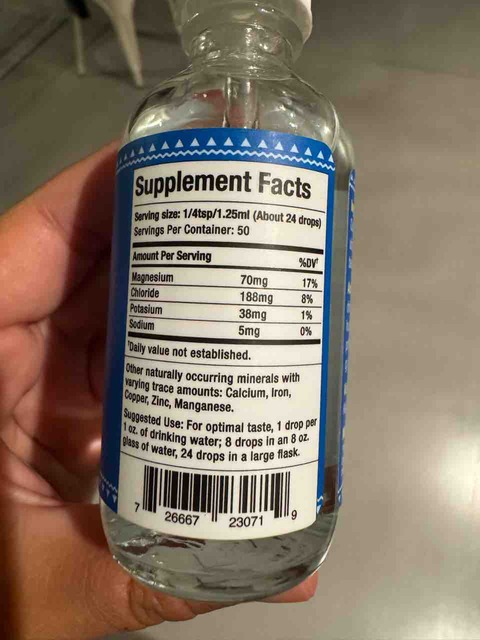 Supplement Facts
Serving size: 1/4tsp/1.25ml (About 24 drops)
Servings Per Container: 50
Amount Per Serving %DV†
Magnesium 70mg 17%
Chloride 188mg 8%
Potasium 38mg 1%
Sodium 5mg 0%
†Daily value not established.
Other naturally occurring minerals with
varying trace amounts: Calcium, Iron,
Copper, Zinc, Manganese.
Suggested Use: For optimal taste, 1 drop per
1 oz. of drinking water; 8 drops in an 8 oz.
glass of water, 24 drops in a large flask.
7 26667 23071 9